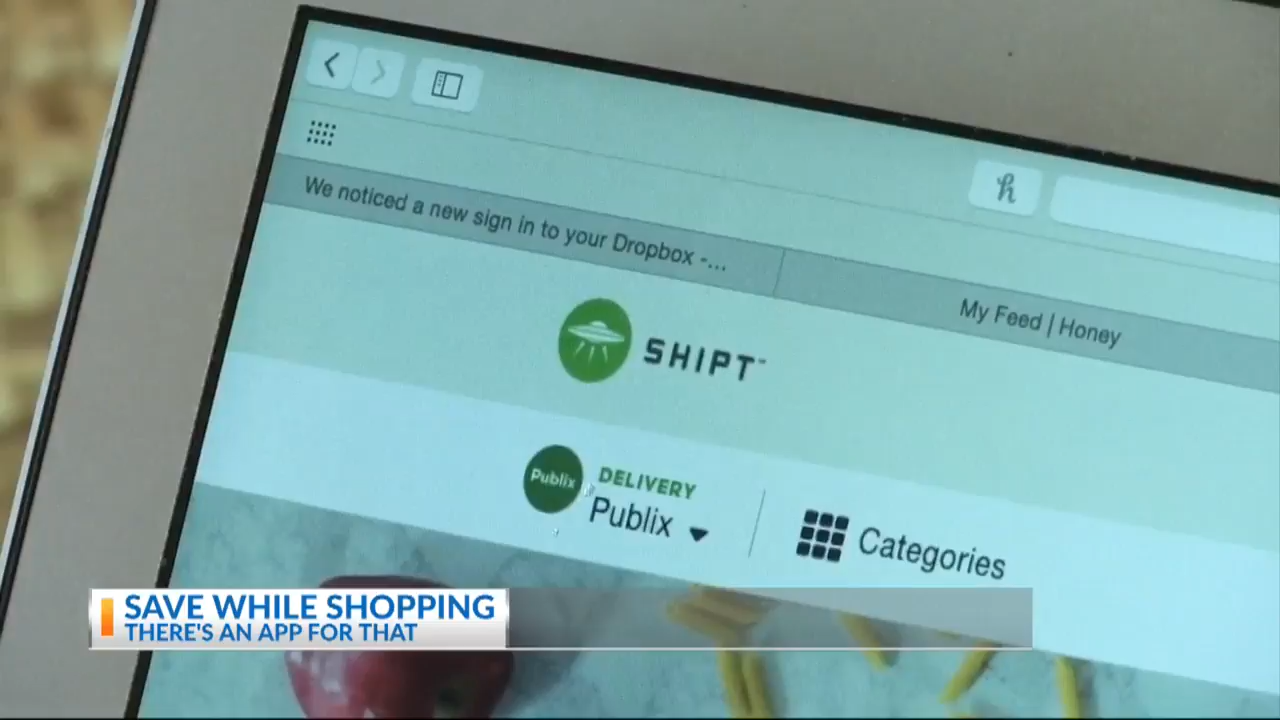 h
We noticed a new sign in to your Dropbox -...
My Feed | Honey
SHIPT™
Publix
DELIVERY
Publix
Categories
SAVE WHILE SHOPPING
THERE'S AN APP FOR THAT